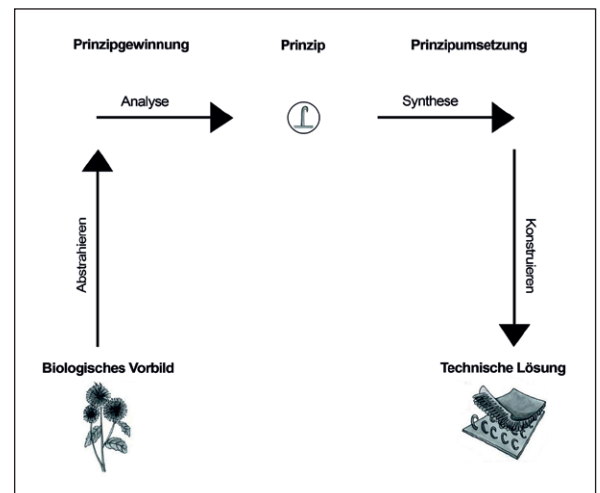 Prinzipgewinnung Prinzip Prinzipumsetzung
Analyse Synthese
Abstrahieren Konstruieren
Biologisches Vorbild Technische Lösung